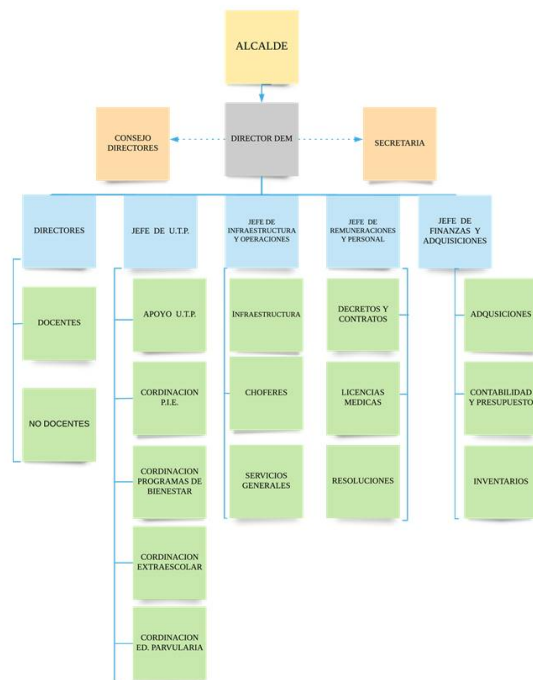 ALCALDE
CONSEJO
DIRECTORES
DIRECTOR DEM
SECRETARIA
DIRECTORES
JEFE DE U.T.P.
JEFE DE
INFRAESTRUCTURA
Y OPERACIONES
JEFE DE
REMUNERACIONES
Y PERSONAL
JEFE DE
FINANZAS Y
ADQUISICIONES
DOCENTES
NO DOCENTES
APOYO U.T.P.
CORDINACION
P.I.E.
CORDINACION
PROGRAMAS DE
BIENESTAR
CORDINACION
EXTRAESCOLAR
CORDINACION
ED. PARVULARIA
INFRAESTRUCTURA
CHOFERES
SERVICIOS
GENERALES
DECRETOS Y
CONTRATOS
LICENCIAS
MEDICAS
RESOLUCIONES
ADQUSICIONES
CONTABILIDAD
Y PRESUPUESTO
INVENTARIOS